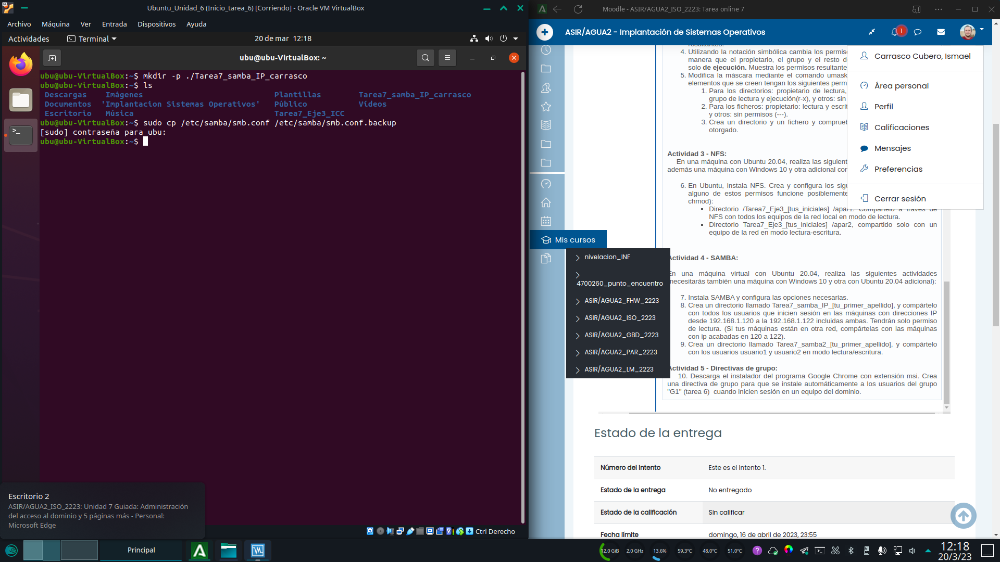 Ubuntu_Unidad_6 (Inicio_tarea_6) [Corriendo] - Oracle VM VirtualBox
Archivo Máquina Ver Entrada Dispositivos Ayuda
Actividades Terminal 20 de mar 12:18
ubu@ubu-VirtualBox: ~
ubu@ubu-VirtualBox:~$ mkdir -p ./Tarea7_samba_IP_carrasco
ubu@ubu-VirtualBox:~$ ls
Descargas Imágenes Plantillas Tarea7_samba_IP_carrasco
Documentos 'Implantacion Sistemas Operativos' Público Vídeos
Escritorio Música Tarea7_Eje3_ICC
ubu@ubu-VirtualBox:~$ sudo cp /etc/samba/smb.conf /etc/samba/smb.conf.backup
[sudo] contraseña para ubu:
ubu@ubu-VirtualBox:~$
Escritorio 2
ASIR/AGUA2_ISO_2223: Unidad 7 Guiada: Administración
del acceso al dominio y 5 páginas más - Personal:
Microsoft Edge
Ctrl Derecho
Moodle - ASIR/AGUA2_ISO_2223: Tarea online 7
ASIR/AGUA2 - Implantación de Sistemas Operativos
1
Carrasco Cubero, Ismael
Área personal
Perfil
Calificaciones
Mensajes
Preferencias
Cerrar sesión
resultantes.
4. Utilizando la notación simbólica cambia los permis
manera que el propietario, el grupo y el resto d
solo de ejecución. Muestra los permisos resultante
5. Modifica la máscara mediante el comando umask
elementos que se creen tengan los siguientes perm
1. Para los directorios: propietario de lectura,
grupo de lectura y ejecución(r-x), y otros: sin
2. Para los ficheros: propietario: lectura y escrit
y otros: sin permisos (---).
3. Crea un directorio y un fichero y comprueb
otorgado.
Actividad 3 - NFS:
En una máquina con Ubuntu 20.04, realiza las siguient
además una máquina con Windows 10 y otra adicional con
6. En Ubuntu, instala NFS. Crea y configura los sigu
alguno de estos permisos funcione posiblemente
chmod):
Directorio /Tarea7_Eje3_[tus_iniciales] /apar1. Compártelo a través de
NFS con todos los equipos de la red local en modo de lectura.
Directorio Tarea7_Eje3_[tus_iniciales] /apar2, compartido solo con un
equipo de la red en modo lectura-escritura.
Mis cursos
nivelacion_INF
4700260_punto_encuentro
ASIR/AGUA2_FHW_2223
ASIR/AGUA2_ISO_2223
ASIR/AGUA2_GBD_2223
ASIR/AGUA2_PAR_2223
ASIR/AGUA2_LM_2223
ctividad 4 - SAMBA:
En una máquina virtual con Ubuntu 20.04, realiza las siguientes actividades
necesitarás también una máquina con Windows 10 y otra con Ubuntu 20.04 adicional):
7. Instala SAMBA y configura las opciones necesarias.
8. Crea un directorio llamado Tarea7_samba_IP_[tu_primer_apellido], y compártelo
con todos los usuarios que inicien sesión en las máquinas con direcciones IP
desde 192.168.1.120 a la 192.168.1.122 incluidas ambas. Tendrán solo permiso
de lectura. (Si tus máquinas están en otra red, compártelas con las máquinas
con ip acabadas en 120 a 122).
9. Crea un directorio llamado Tarea7_samba2_[tu_primer_apellido], y compártelo
con los usuarios usuario1 y usuario2 en modo lectura/escritura.
ctividad 5 - Directivas de grupo:
10. Descarga el instalador del programa Google Chrome con extensión msi. Crea
una directiva de grupo para que se instale automáticamente a los usuarios del grupo
"G1" (tarea 6) cuando inicien sesión en un equipo del dominio.
Estado de la entrega
Número del intento Este es el intento 1.
Estado de la entrega No entregado
Estado de la calificación Sin calificar
Fecha límite domingo, 16 de abril de 2023, 23:55
Principal
12,0 GiB 2,0 GHz 13,6% 59,3°C 48,0°C 51,0°C
12:18
20/3/23